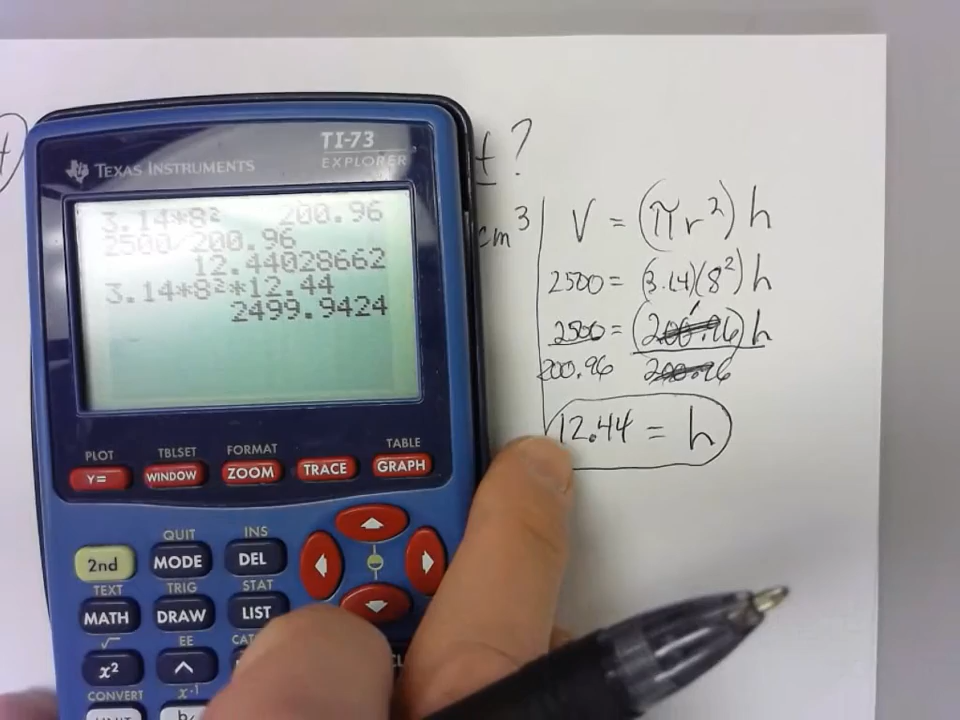 TI-73
EXPLORER
TEXAS INSTRUMENTS
3.14*8² 200.96
2500/200.96
12.44028662
3.14*8²*12.44
2499.9424
t?
cm³
V = (πr²)h
2500 = (3.14)(8²)h
2500 = (200.96)h
200.96 200.96
12.44 = h
PLOT TBLSET FORMAT TABLE
Y= WINDOW ZOOM TRACE GRAPH
QUIT INS
2nd MODE DEL
TEXT TRIG STAT
MATH DRAW LIST
√ EE
x² ^
CONVERT x-1